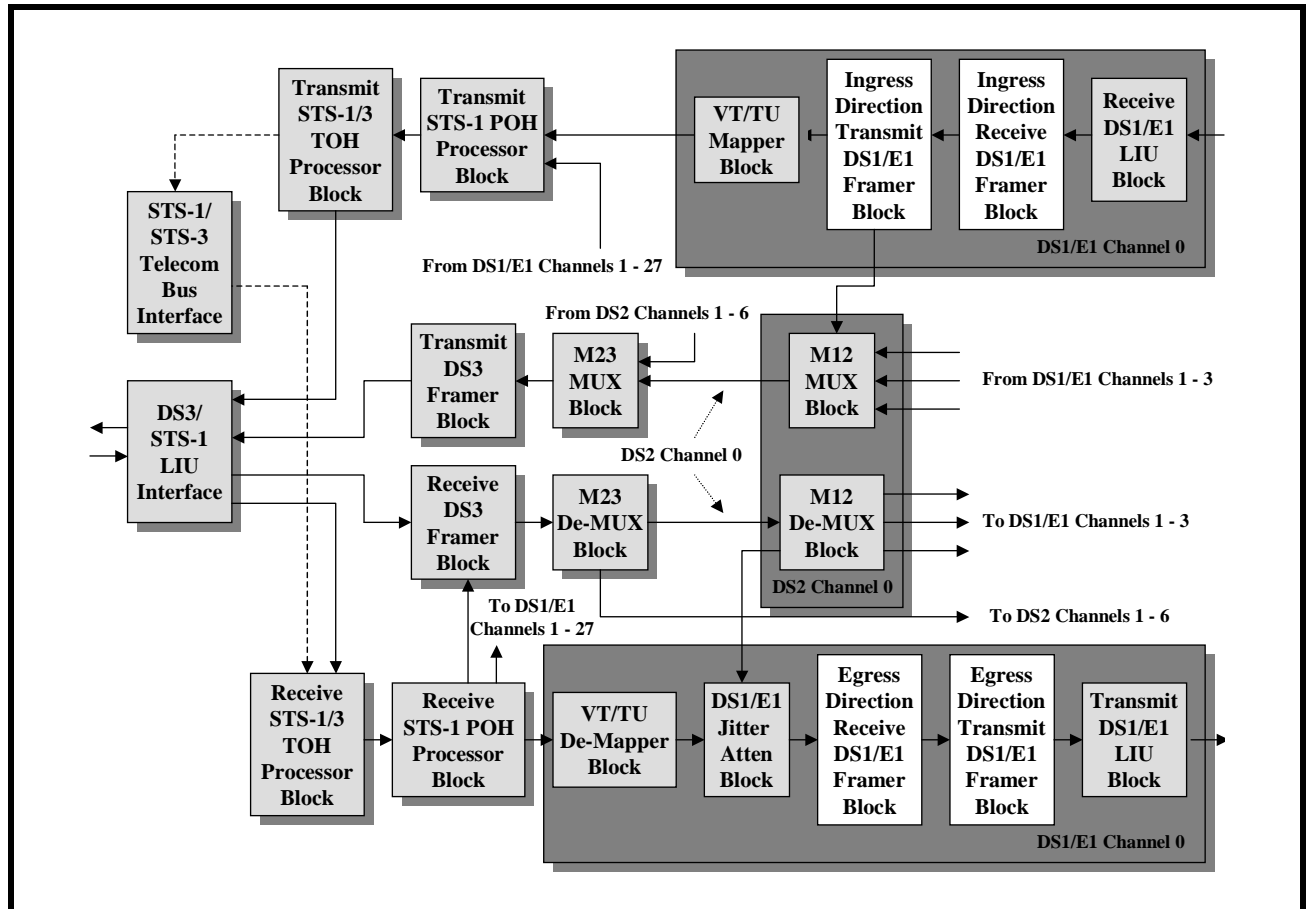 Transmit
STS-1/3
TOH
Processor
Block
Transmit
STS-1 POH
Processor
Block
VT/TU
Mapper
Block
Ingress
Direction
Transmit
DS1/E1
Framer
Block
Ingress
Direction
Receive
DS1/E1
Framer
Block
Receive
DS1/E1
LIU
Block
DS1/E1 Channel 0
STS-1/
STS-3
Telecom
Bus
Interface
From DS1/E1 Channels 1 - 27
From DS2 Channels 1 - 6
Transmit
DS3
Framer
Block
M23
MUX
Block
M12
MUX
Block
From DS1/E1 Channels 1 - 3
DS3/
STS-1
LIU
Interface
DS2 Channel 0
Receive
DS3
Framer
Block
M23
De-MUX
Block
M12
De-MUX
Block
To DS1/E1 Channels 1 - 3
DS2 Channel 0
To DS1/E1
Channels 1 - 27
To DS2 Channels 1 - 6
Receive
STS-1/3
TOH
Processor
Block
Receive
STS-1 POH
Processor
Block
VT/TU
De-Mapper
Block
DS1/E1
Jitter
Atten
Block
Egress
Direction
Receive
DS1/E1
Framer
Block
Egress
Direction
Transmit
DS1/E1
Framer
Block
Transmit
DS1/E1
LIU
Block
DS1/E1 Channel 0